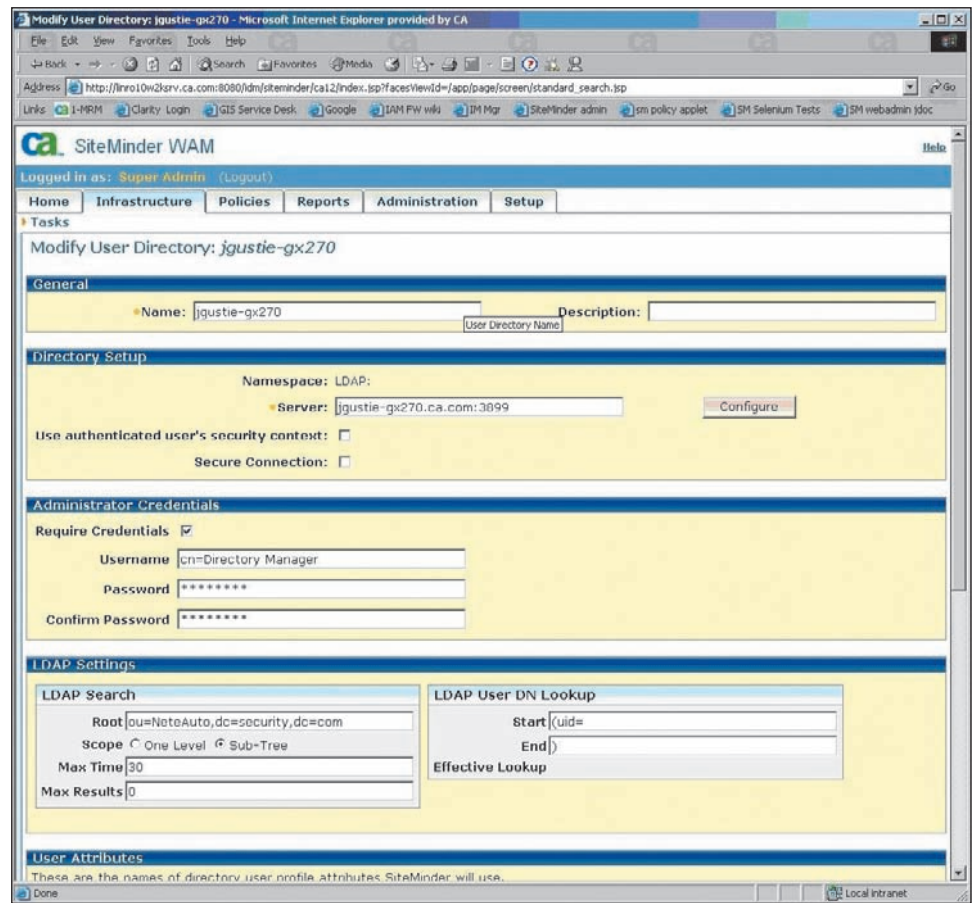 Modify User Directory: jgustie-gx270 - Microsoft Internet Explorer provided by CA
File Edit View Favorites Tools Help
Back Search Favorites Media
Address http://linro10w2ksrv.ca.com:8080/idm/siteminder/ca12/index.jsp?facesViewId=/app/page/screen/standard_search.jsp Go
Links 1-MRM Clarity Login GIS Service Desk Google IAM FW wiki IM Mgr SiteMinder admin sm policy applet SM Selenium Tests SM webadmin jdoc
ca SiteMinder WAM Help
Logged in as: Super Admin (Logout)
Home Infrastructure Policies Reports Administration Setup
Tasks
Modify User Directory: jgustie-gx270
General
Name: jgustie-gx270 Description:
User Directory Name
Directory Setup
Namespace: LDAP:
Server: jgustie-gx270.ca.com:3899 Configure
Use authenticated user's security context:
Secure Connection:
Administrator Credentials
Require Credentials
Username cn=Directory Manager
Password ********
Confirm Password ********
LDAP Settings
LDAP Search LDAP User DN Lookup
Root ou=NeteAuto,dc=security,dc=com Start (uid=
Scope One Level Sub-Tree End )
Max Time 30 Effective Lookup
Max Results 0
User Attributes
These are the names of directory user profile attributes SiteMinder will use.
Done Local intranet